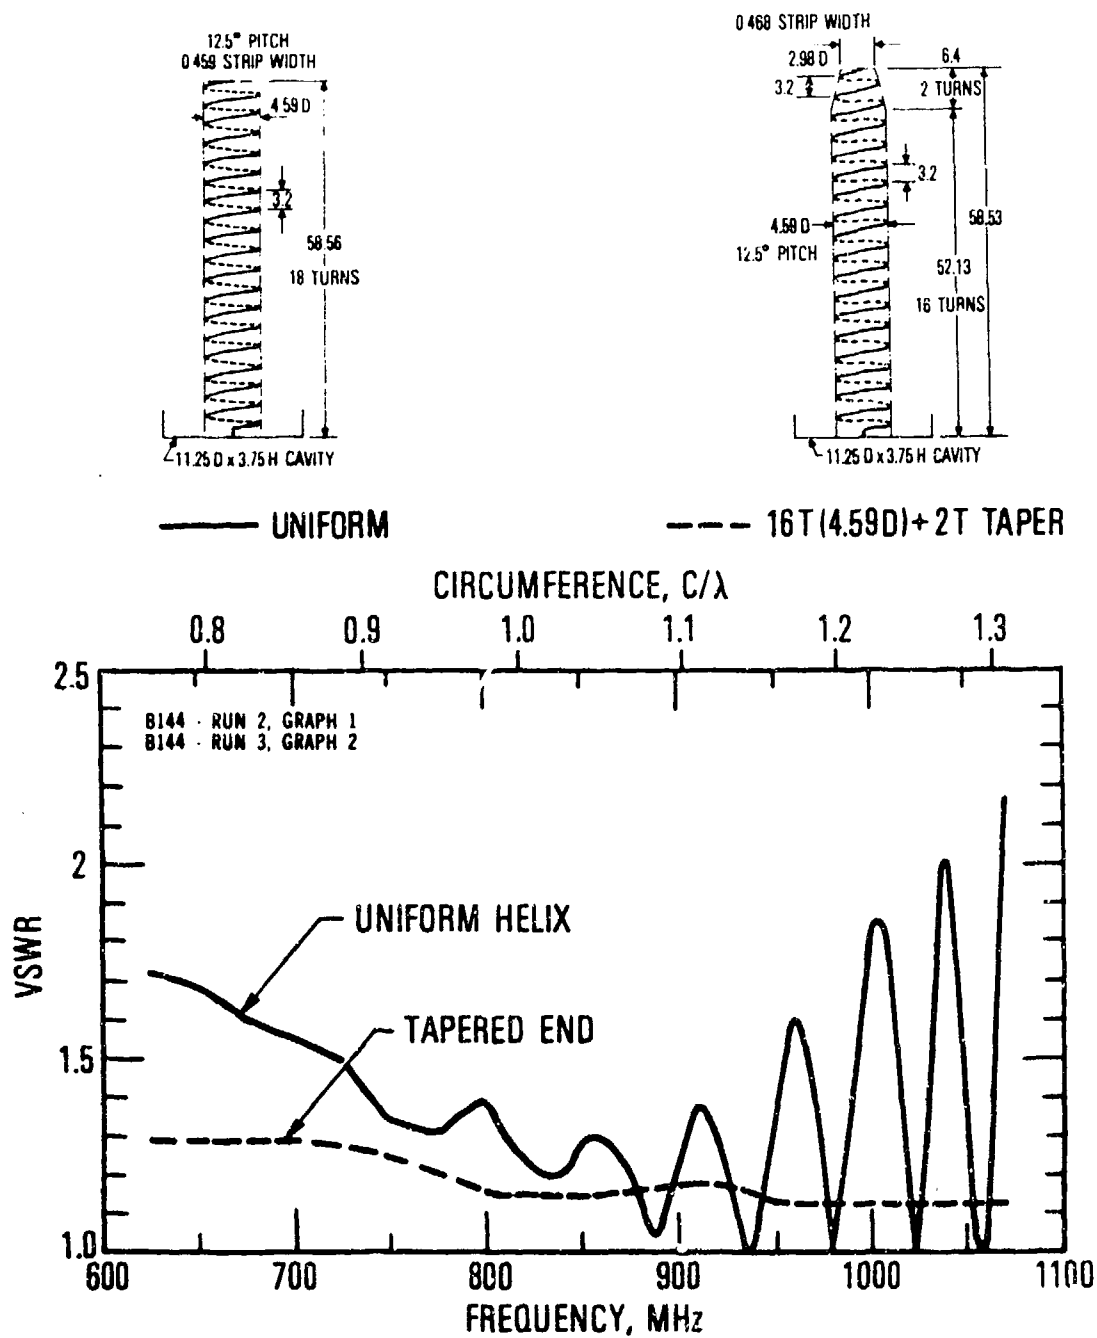 12.5° PITCH
0.459 STRIP WIDTH
4.59 D
3.2
58.56
18 TURNS
11.25 D x 3.75 H CAVITY
0.468 STRIP WIDTH
2.98 D
6.4
3.2
2 TURNS
3.2
4.59 D
58.53
12.5° PITCH
52.13
16 TURNS
11.25 D x 3.75 H CAVITY
UNIFORM
16T (4.59D) + 2T TAPER
CIRCUMFERENCE, C/λ
0.8 0.9 1.0 1.1 1.2 1.3
2.5
B144 - RUN 2, GRAPH 1
B144 - RUN 3, GRAPH 2
2
UNIFORM HELIX
VSWR
TAPERED END
1.5
1.0
600 700 800 900 1000 1100
FREQUENCY, MHz